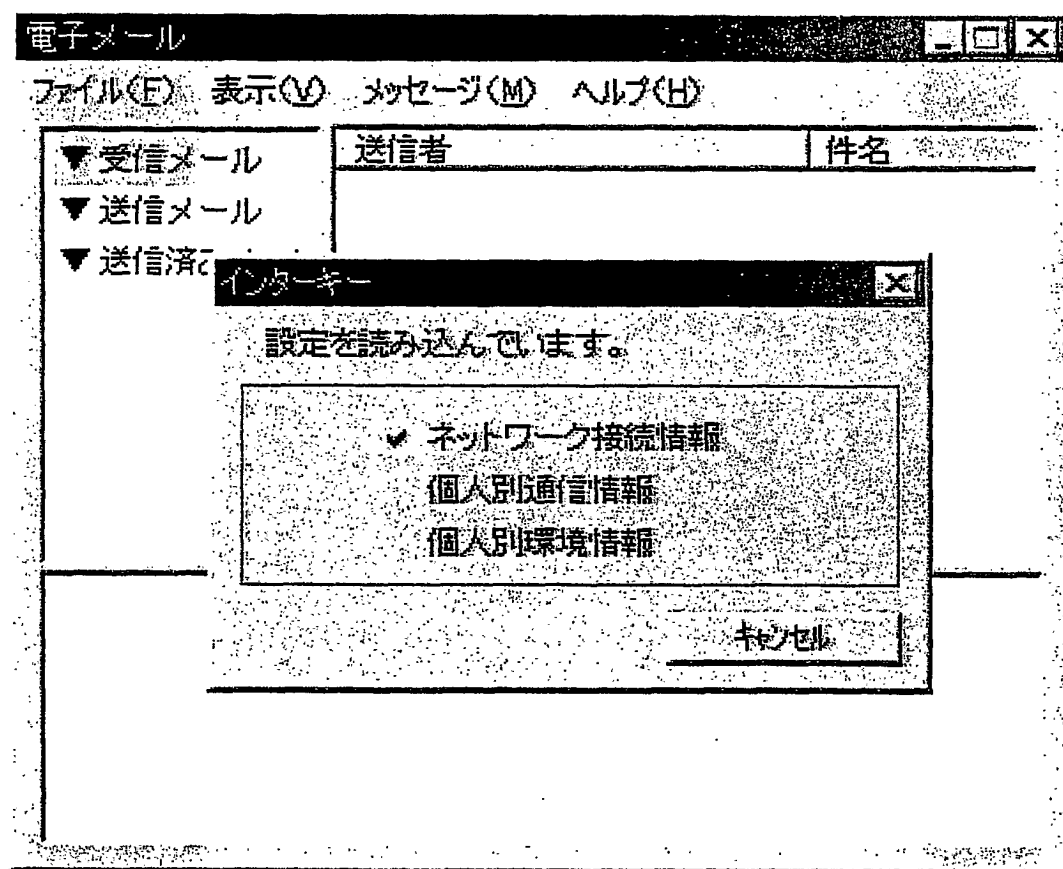 電子メール
ファイル(F) 表示(V) メッセージ(M) ヘルプ(H)
▼受信メール
▼送信メール
▼送信済
送信者 件名
インターキー
設定を読み込んでいます。
✔ ネットワーク接続情報
個人別通信情報
個人別環境情報
キャンセル